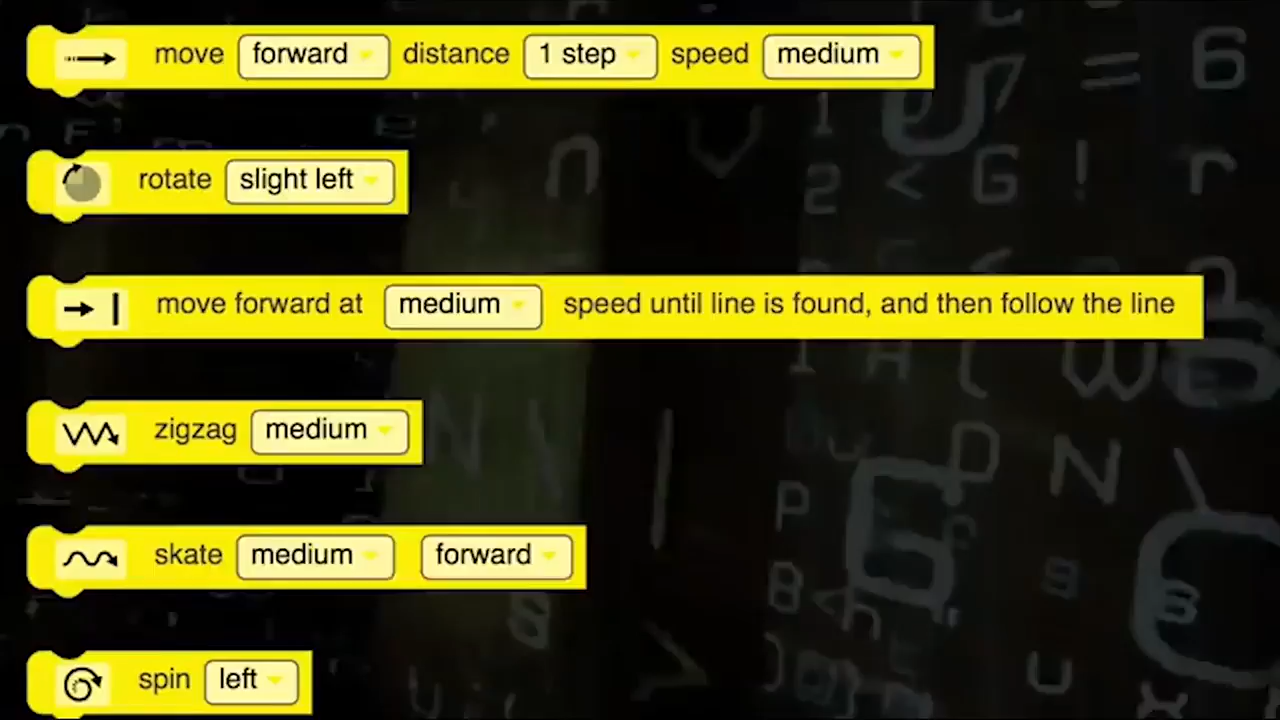 move forward distance 1 step speed medium
rotate slight left
move forward at medium speed until line is found, and then follow the line
zigzag medium
skate medium forward
spin left